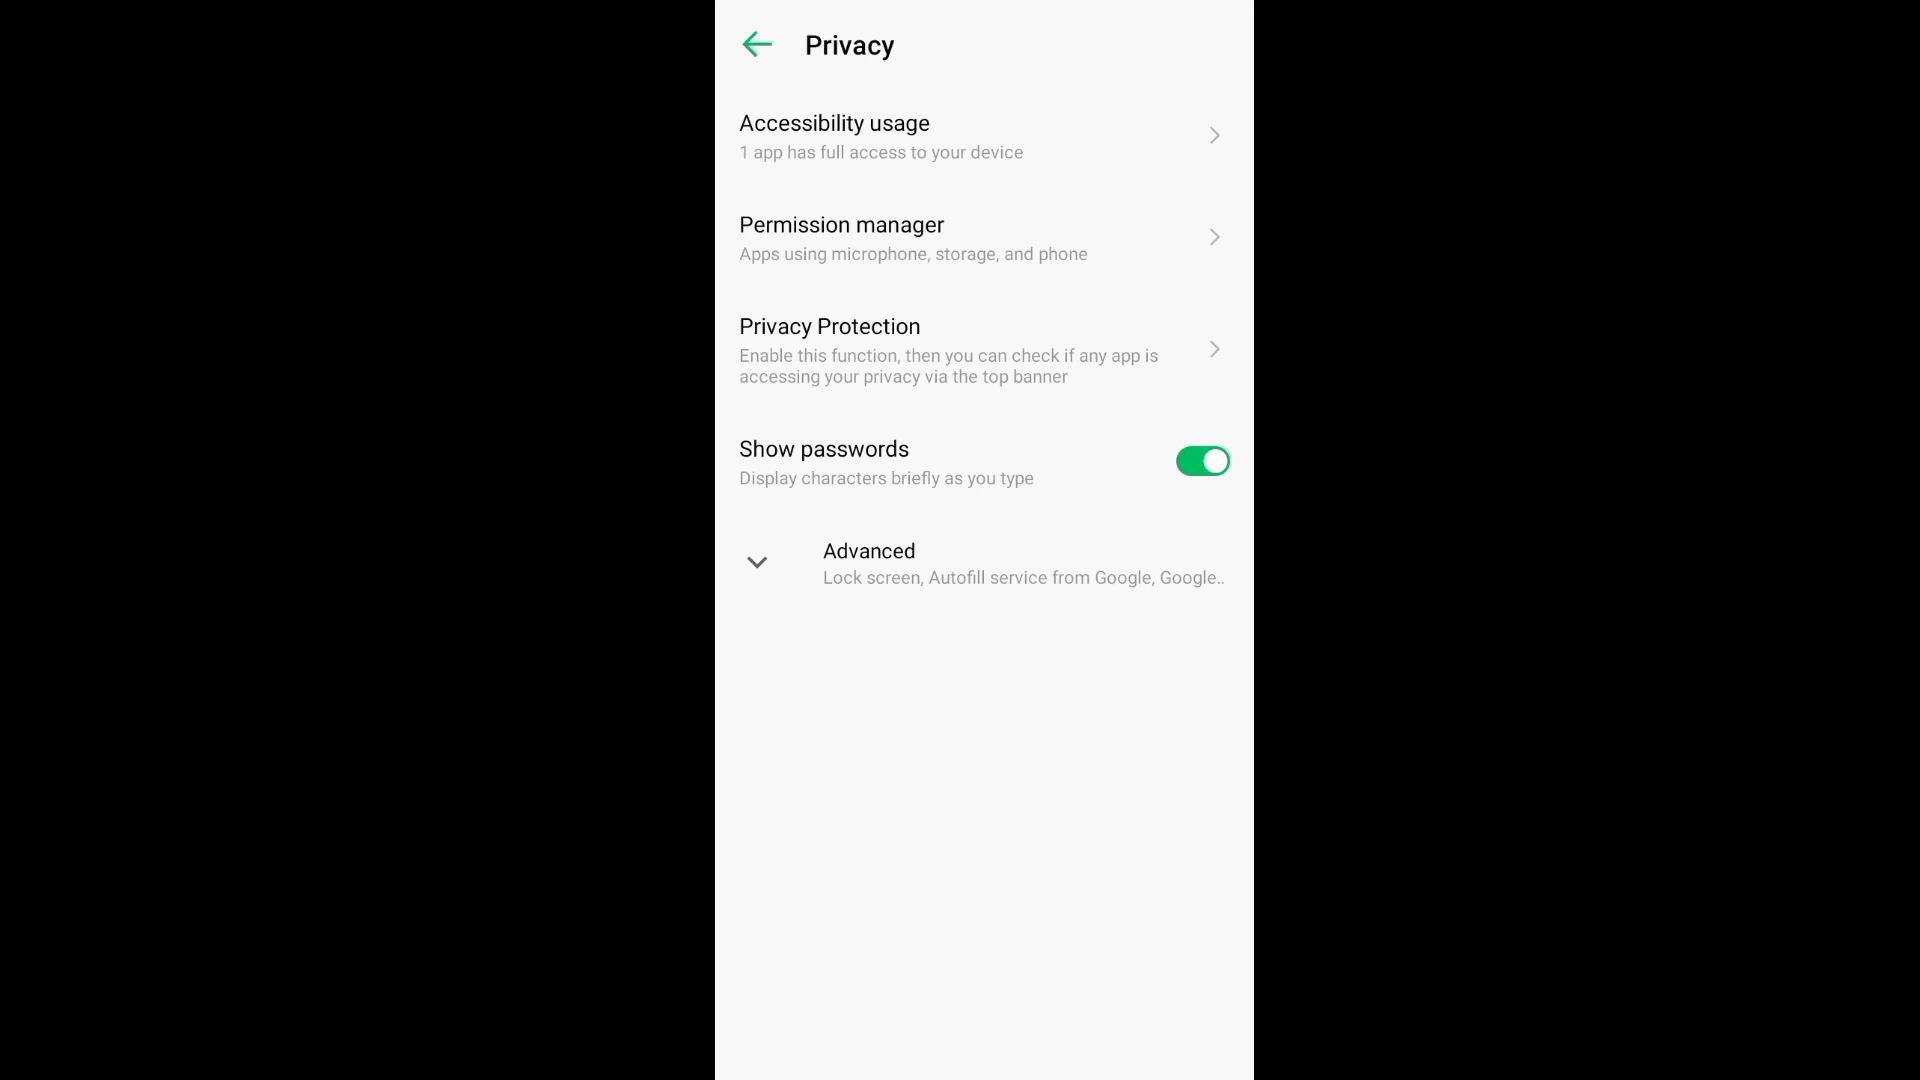 Privacy
Accessibility usage
1 app has full access to your device
Permission manager
Apps using microphone, storage, and phone
Privacy Protection
Enable this function, then you can check if any app is
accessing your privacy via the top banner
Show passwords
Display characters briefly as you type
Advanced
Lock screen, Autofill service from Google, Google..